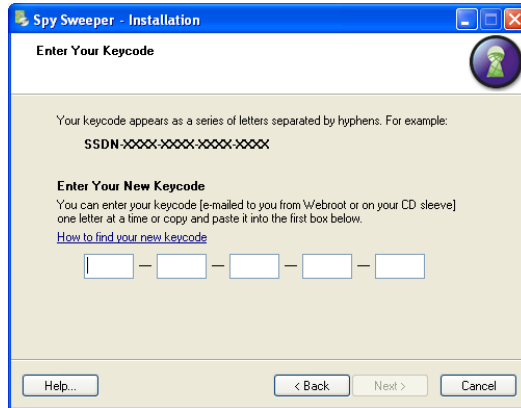 Spy Sweeper - Installation
Enter Your Keycode
Your keycode appears as a series of letters separated by hyphens. For example:
SSDN-XXXX-XXXX-XXXX-XXXX
Enter Your New Keycode
You can enter your keycode [e-mailed to you from Webroot or on your CD sleeve]
one letter at a time or copy and paste it into the first box below.
How to find your new keycode
Help...
< Back
Next >
Cancel